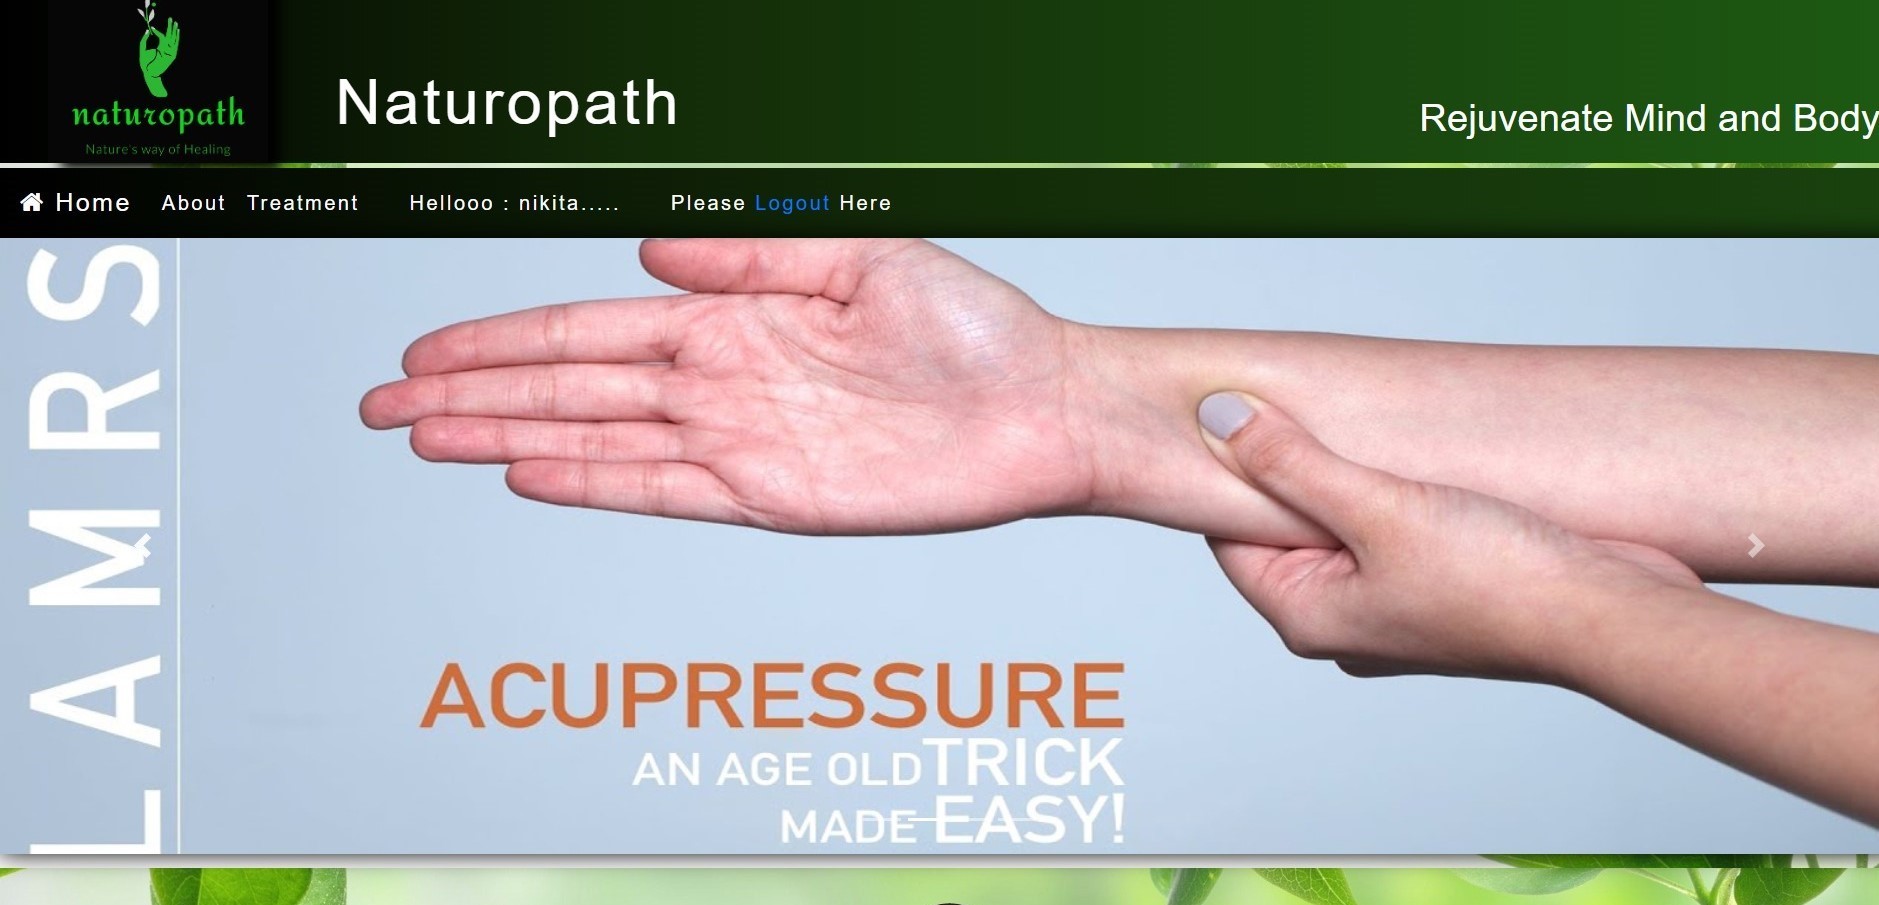 naturopath
Nature's way of Healing
Naturopath
Rejuvenate Mind and Body
Home About Treatment Hellooo : nikita..... Please Logout Here
LAMRS
ACUPRESSURE
AN AGE OLD TRICK
MADE EASY!